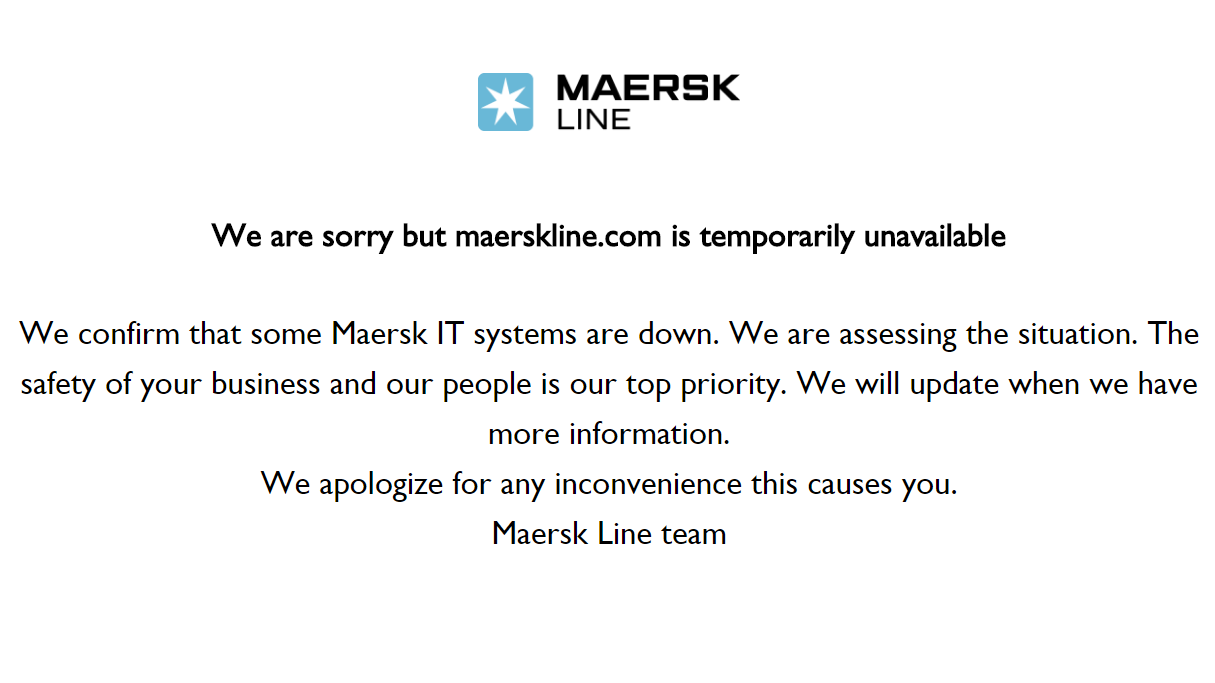 MAERSK
LINE
We are sorry but maerskline.com is temporarily unavailable
We confirm that some Maersk IT systems are down. We are assessing the situation. The
safety of your business and our people is our top priority. We will update when we have
more information.
We apologize for any inconvenience this causes you.
Maersk Line team